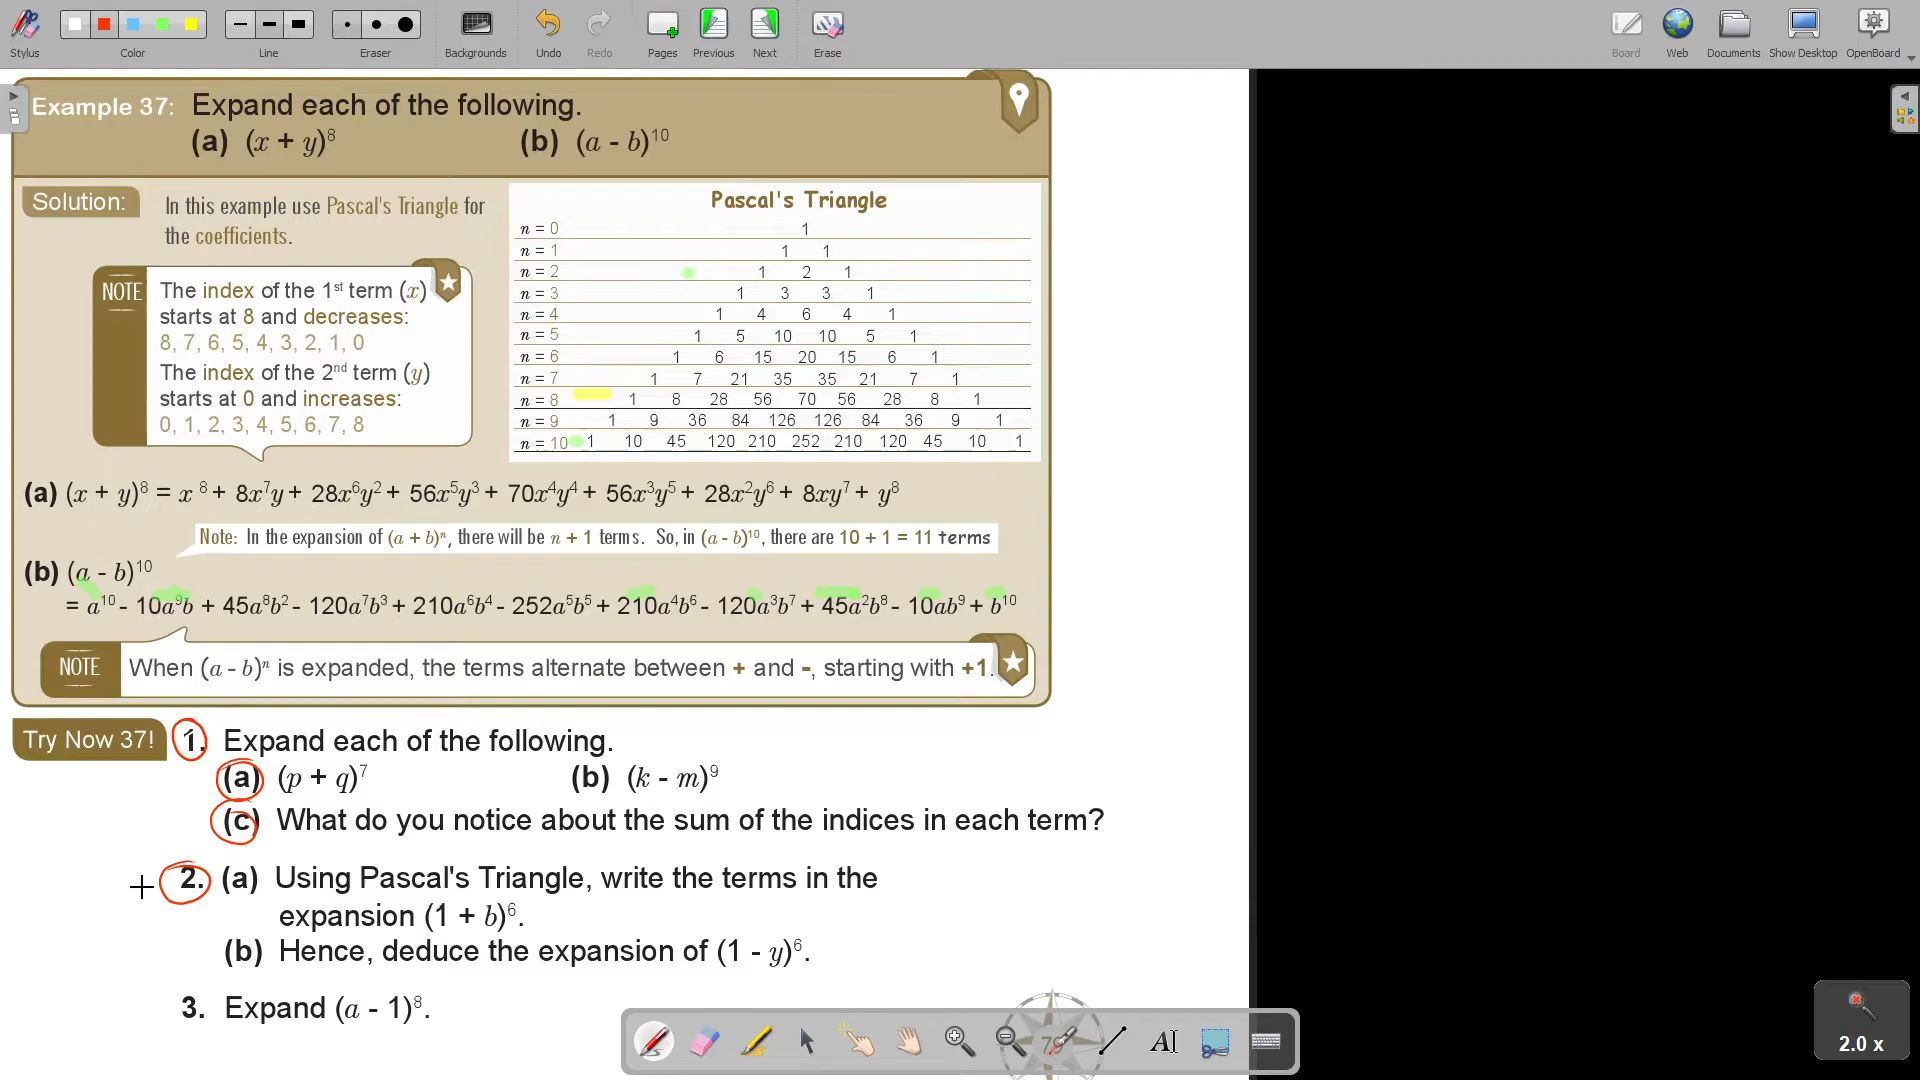 Stylus Color Line Eraser Backgrounds Undo Redo Pages Previous Next Erase Board Web Documents Show Desktop OpenBoard
Example 37: Expand each of the following.
(a) (x + y)⁸ (b) (a - b)¹⁰
Solution: In this example use Pascal's Triangle for
the coefficients.
NOTE The index of the 1ˢᵗ term (x)
starts at 8 and decreases:
8, 7, 6, 5, 4, 3, 2, 1, 0
The index of the 2ⁿᵈ term (y)
starts at 0 and increases:
0, 1, 2, 3, 4, 5, 6, 7, 8
Pascal's Triangle
n = 0 1
n = 1 1 1
n = 2 1 2 1
n = 3 1 3 3 1
n = 4 1 4 6 4 1
n = 5 1 5 10 10 5 1
n = 6 1 6 15 20 15 6 1
n = 7 1 7 21 35 35 21 7 1
n = 8 1 8 28 56 70 56 28 8 1
n = 9 1 9 36 84 126 126 84 36 9 1
n = 10 1 10 45 120 210 252 210 120 45 10 1
(a) (x + y)⁸ = x⁸ + 8x⁷y + 28x⁶y² + 56x⁵y³ + 70x⁴y⁴ + 56x³y⁵ + 28x²y⁶ + 8xy⁷ + y⁸
Note: In the expansion of (a + b)ⁿ, there will be n + 1 terms. So, in (a - b)¹⁰, there are 10 + 1 = 11 terms
(b) (a - b)¹⁰
= a¹⁰ - 10a⁹b + 45a⁸b² - 120a⁷b³ + 210a⁶b⁴ - 252a⁵b⁵ + 210a⁴b⁶ - 120a³b⁷ + 45a²b⁸ - 10ab⁹ + b¹⁰
NOTE When (a - b)ⁿ is expanded, the terms alternate between + and -, starting with +1.
Try Now 37! 1. Expand each of the following.
(a) (p + q)⁷ (b) (k - m)⁹
(c) What do you notice about the sum of the indices in each term?
2. (a) Using Pascal's Triangle, write the terms in the
expansion (1 + b)⁶.
(b) Hence, deduce the expansion of (1 - y)⁶.
3. Expand (a - 1)⁸.
79
2.0 x